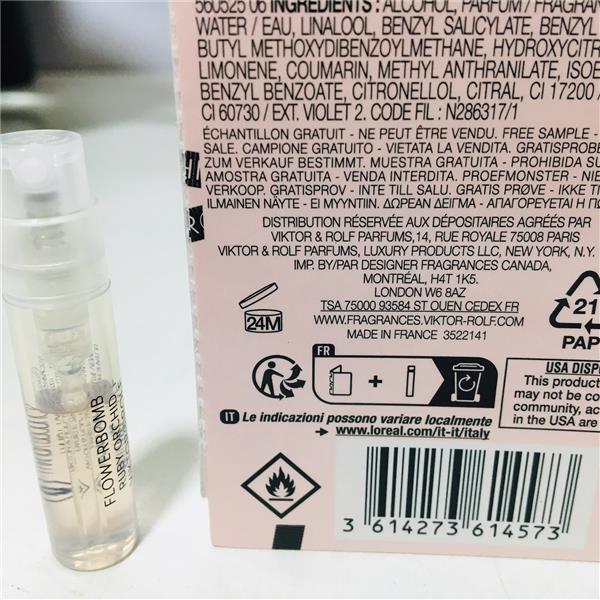 560525 06 INGREDIENTS : ALCOHOL, PARFUM / FRAGRAN
WATER / EAU, LINALOOL, BENZYL SALICYLATE, BENZYL
BUTYL METHOXYDIBENZOYLMETHANE, HYDROXYCITR
LIMONENE, COUMARIN, METHYL ANTHRANILATE, ISOE
BENZYL BENZOATE, CITRONELLOL, CITRAL, CI 17200 /
CI 60730 / EXT. VIOLET 2. CODE FIL : N286317/1
ÉCHANTILLON GRATUIT - NE PEUT ÊTRE VENDU. FREE SAMPLE -
SALE. CAMPIONE GRATUITO - VIETATA LA VENDITA. GRATISPROBE
ZUM VERKAUF BESTIMMT. MUESTRA GRATUITA - PROHIBIDA SU
AMOSTRA GRATUITA - VENDA INTERDITA. PROEFMONSTER - NIE
VERKOOP. GRATISPROV - INTE TILL SALU. GRATIS PRØVE - IKKE TI
ILMAINEN NÄYTE - EI MYYNTIIN. ΔΩΡΕΑΝ ΔΕΙΓΜΑ - ΑΠΑΓΟΡΕΥΕΤΑΙ Η ΠΩ
DISTRIBUTION RÉSERVÉE AUX DÉPOSITAIRES AGRÉÉS PAR
VIKTOR & ROLF PARFUMS,14, RUE ROYALE 75008 PARIS
VIKTOR & ROLF PARFUMS, LUXURY PRODUCTS LLC, NEW YORK, N.Y.
IMP. BY/PAR DESIGNER FRAGRANCES CANADA,
MONTRÉAL, H4T 1K5.
LONDON W6 8AZ
TSA 75000 93584 ST OUEN CEDEX FR
WWW.FRAGRANCES.VIKTOR-ROLF.COM
MADE IN FRANCE 3522141
24M
21
PAP
FR
+
USA DISP
This produc
may not be co
community, ac
in the USA are
IT Le indicazioni possono variare localmente
www.loreal.com/it-it/italy
3 614273 614573
FLOWERBOMB
RUBY ORCHID